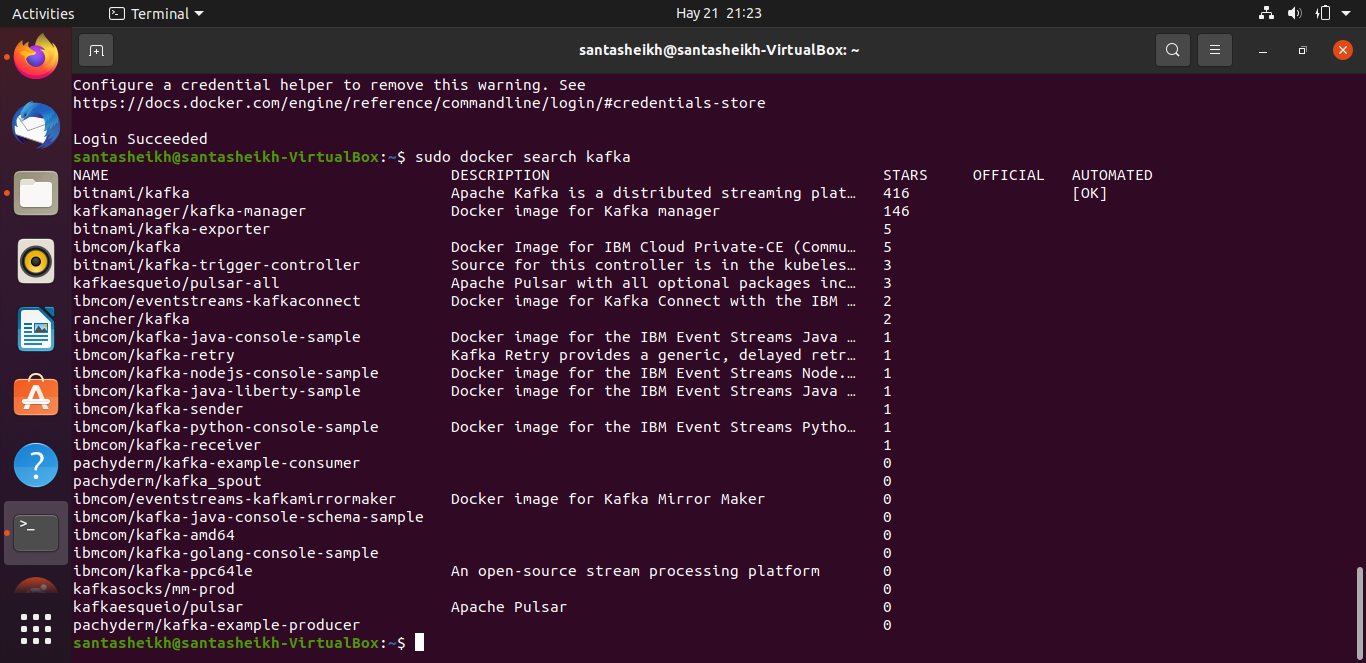 Activities Terminal Hay 21 21:23
santasheikh@santasheikh-VirtualBox: ~
Configure a credential helper to remove this warning. See
https://docs.docker.com/engine/reference/commandline/login/#credentials-store
Login Succeeded
santasheikh@santasheikh-VirtualBox:~$ sudo docker search kafka
NAME DESCRIPTION STARS OFFICIAL AUTOMATED
bitnami/kafka Apache Kafka is a distributed streaming plat… 416 [OK]
kafkamanager/kafka-manager Docker image for Kafka manager 146
bitnami/kafka-exporter 5
ibmcom/kafka Docker Image for IBM Cloud Private-CE (Commu… 5
bitnami/kafka-trigger-controller Source for this controller is in the kubeles… 3
kafkaesqueio/pulsar-all Apache Pulsar with all optional packages inc… 3
ibmcom/eventstreams-kafkaconnect Docker image for Kafka Connect with the IBM … 2
rancher/kafka 2
ibmcom/kafka-java-console-sample Docker image for the IBM Event Streams Java … 1
ibmcom/kafka-retry Kafka Retry provides a generic, delayed retr… 1
ibmcom/kafka-nodejs-console-sample Docker image for the IBM Event Streams Node.… 1
ibmcom/kafka-java-liberty-sample Docker image for the IBM Event Streams Java … 1
ibmcom/kafka-sender 1
ibmcom/kafka-python-console-sample Docker image for the IBM Event Streams Pytho… 1
ibmcom/kafka-receiver 1
pachyderm/kafka-example-consumer 0
pachyderm/kafka_spout 0
ibmcom/eventstreams-kafkamirrormaker Docker image for Kafka Mirror Maker 0
ibmcom/kafka-java-console-schema-sample 0
ibmcom/kafka-amd64 0
ibmcom/kafka-golang-console-sample 0
ibmcom/kafka-ppc64le An open-source stream processing platform 0
kafkasocks/mm-prod 0
kafkaesqueio/pulsar Apache Pulsar 0
pachyderm/kafka-example-producer 0
santasheikh@santasheikh-VirtualBox:~$